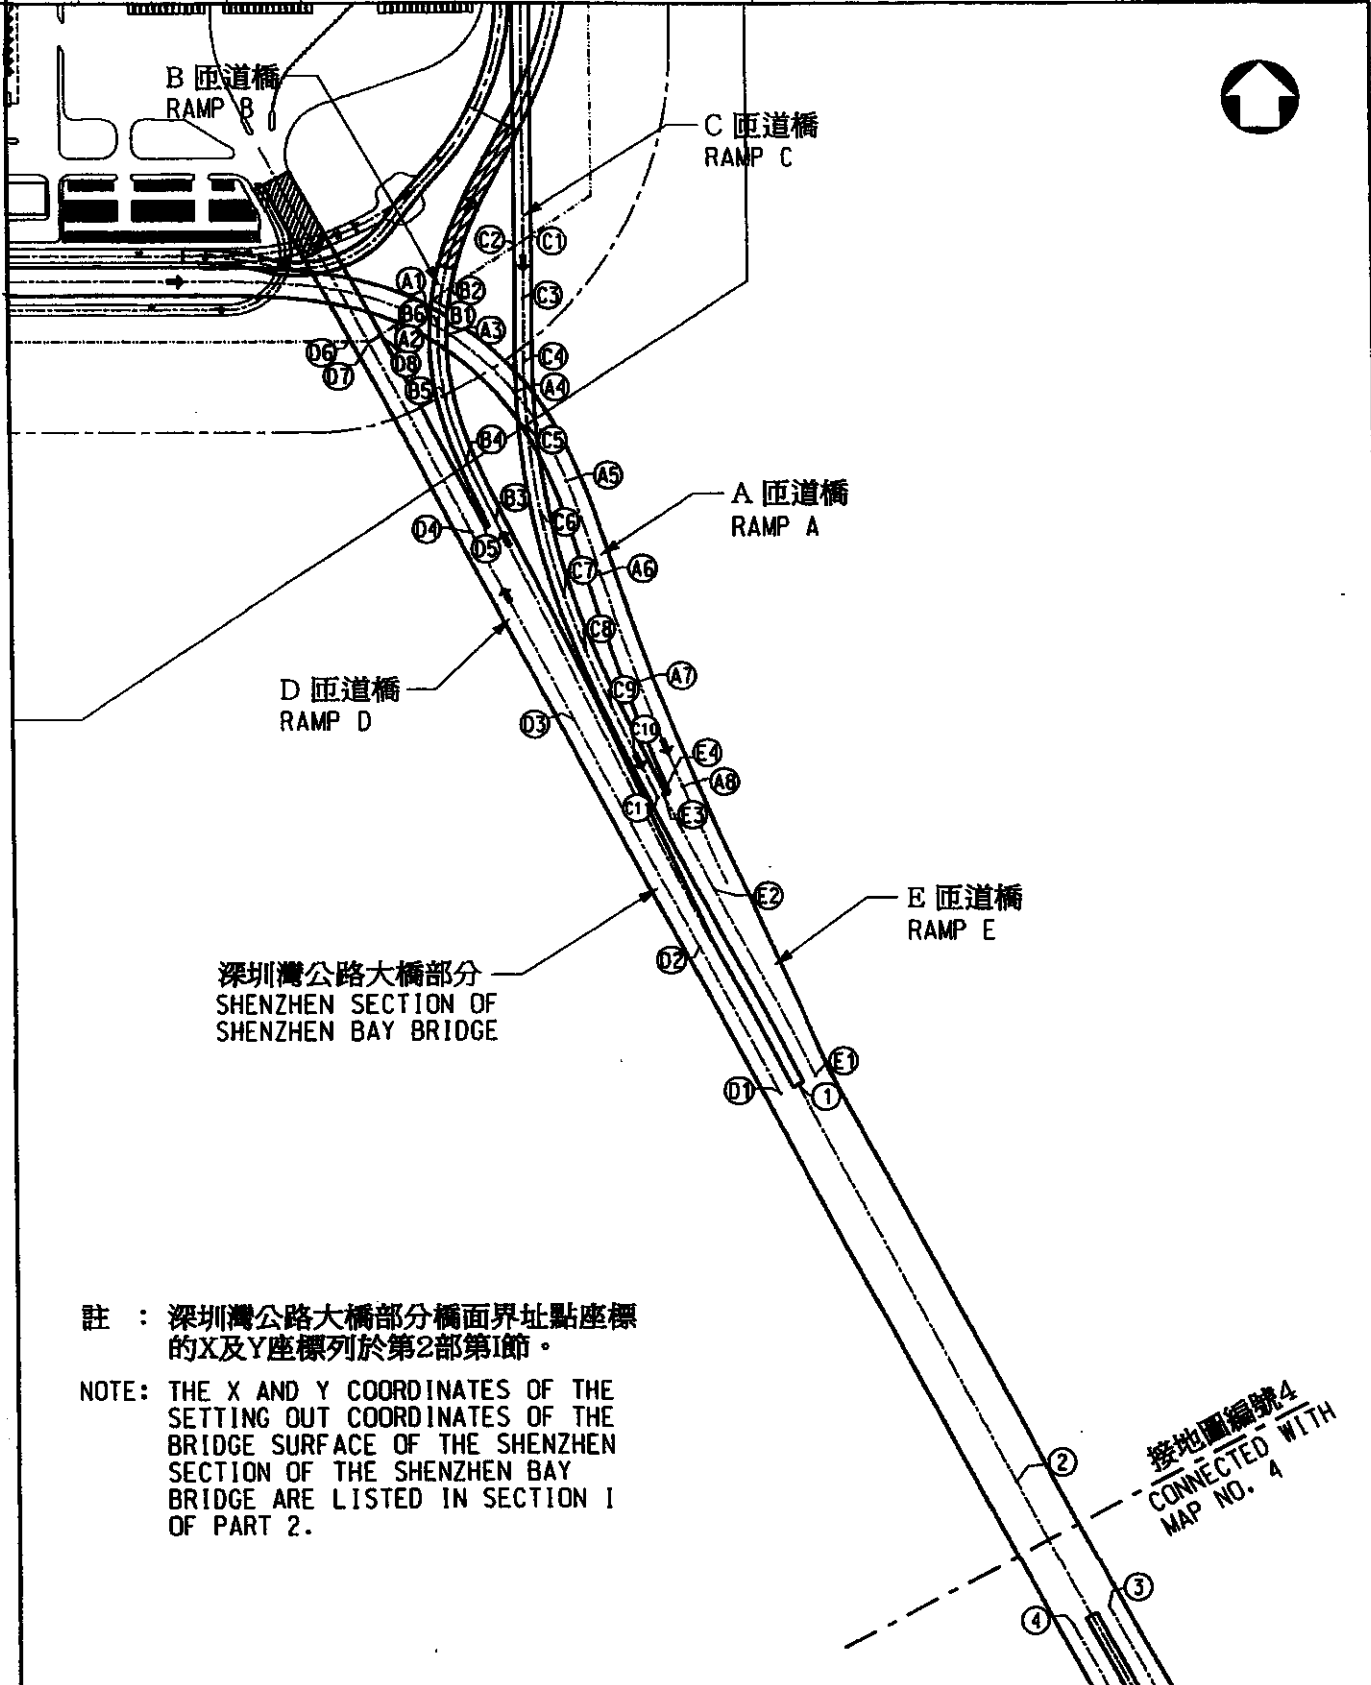 B 匝道橋
RAMP B
C 匝道橋
RAMP C
C2
C1
A1
B2
C3
B6
B1
A2
A3
D6
D7
D8
C4
B5
A4
B4
C5
A5
A 匝道橋
RAMP A
B3
C6
D4
D5
C7
A6
C8
D 匝道橋
RAMP D
C9
A7
D3
C10
E4
A8
C11
E3
E2
E 匝道橋
RAMP E
深圳灣公路大橋部分
SHENZHEN SECTION OF
SHENZHEN BAY BRIDGE
D2
E1
D1
1
註 : 深圳灣公路大橋部分橋面界址點座標
的X及Y座標列於第2部第I節。
NOTE: THE X AND Y COORDINATES OF THE
SETTING OUT COORDINATES OF THE
BRIDGE SURFACE OF THE SHENZHEN
SECTION OF THE SHENZHEN BAY
BRIDGE ARE LISTED IN SECTION I
OF PART 2.
2
接地圖編號4
CONNECTED WITH
MAP NO. 4
3
4